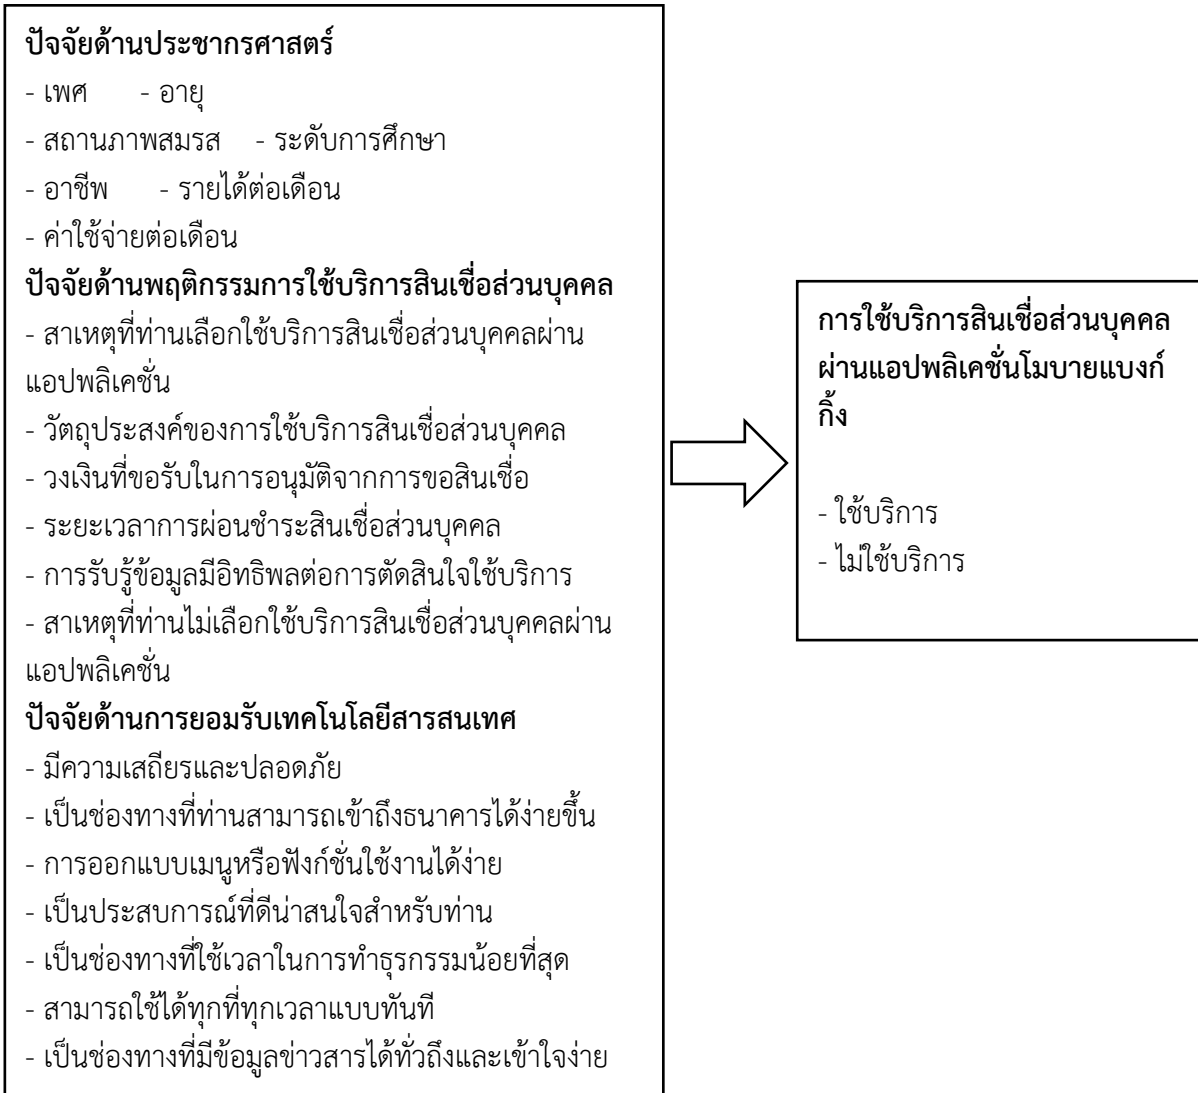 ปัจจัยด้านประชากรศาสตร์
- เพศ - อายุ
- สถานภาพสมรส - ระดับการศึกษา
- อาชีพ - รายได้ต่อเดือน
- ค่าใช้จ่ายต่อเดือน
ปัจจัยด้านพฤติกรรมการใช้บริการสินเชื่อส่วนบุคคล
- สาเหตุที่ท่านเลือกใช้บริการสินเชื่อส่วนบุคคลผ่าน
แอปพลิเคชั่น
- วัตถุประสงค์ของการใช้บริการสินเชื่อส่วนบุคคล
- วงเงินที่ขอรับในการอนุมัติจากการขอสินเชื่อ
- ระยะเวลาการผ่อนชำระสินเชื่อส่วนบุคคล
- การรับรู้ข้อมูลมีอิทธิพลต่อการตัดสินใจใช้บริการ
- สาเหตุที่ท่านไม่เลือกใช้บริการสินเชื่อส่วนบุคคลผ่าน
แอปพลิเคชั่น
ปัจจัยด้านการยอมรับเทคโนโลยีสารสนเทศ
- มีความเสถียรและปลอดภัย
- เป็นช่องทางที่ท่านสามารถเข้าถึงธนาคารได้ง่ายขึ้น
- การออกแบบเมนูหรือฟังก์ชั่นใช้งานได้ง่าย
- เป็นประสบการณ์ที่ดีน่าสนใจสำหรับท่าน
- เป็นช่องทางที่ใช้เวลาในการทำธุรกรรมน้อยที่สุด
- สามารถใช้ได้ทุกที่ทุกเวลาแบบทันที
- เป็นช่องทางที่มีข้อมูลข่าวสารได้ทั่วถึงและเข้าใจง่าย
การใช้บริการสินเชื่อส่วนบุคคล
ผ่านแอปพลิเคชั่นโมบายแบงก์
กิ้ง
- ใช้บริการ
- ไม่ใช้บริการ